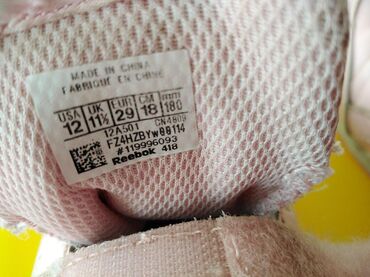 MADE IN CHINA
FABRIQUE EN CHINE
USA UK EUR CM mm
12 11½ 29 18 180
12A501 CN4809
FZ4HZBYW00114
#119996093
Reebok 418